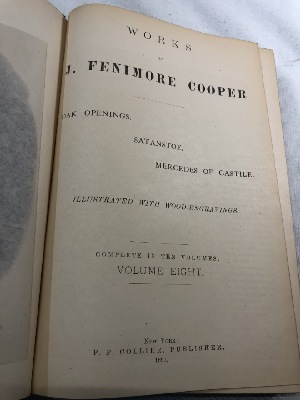 WORKS
OF
J. FENIMORE COOPER
OAK OPENINGS.
SATANSTOE.
MERCEDES OF CASTILE.
ILLUSTRATED WITH WOOD-ENGRAVINGS.
COMPLETE IN TEN VOLUMES.
VOLUME EIGHT.
New York:
P. F. COLLIER, PUBLISHER.